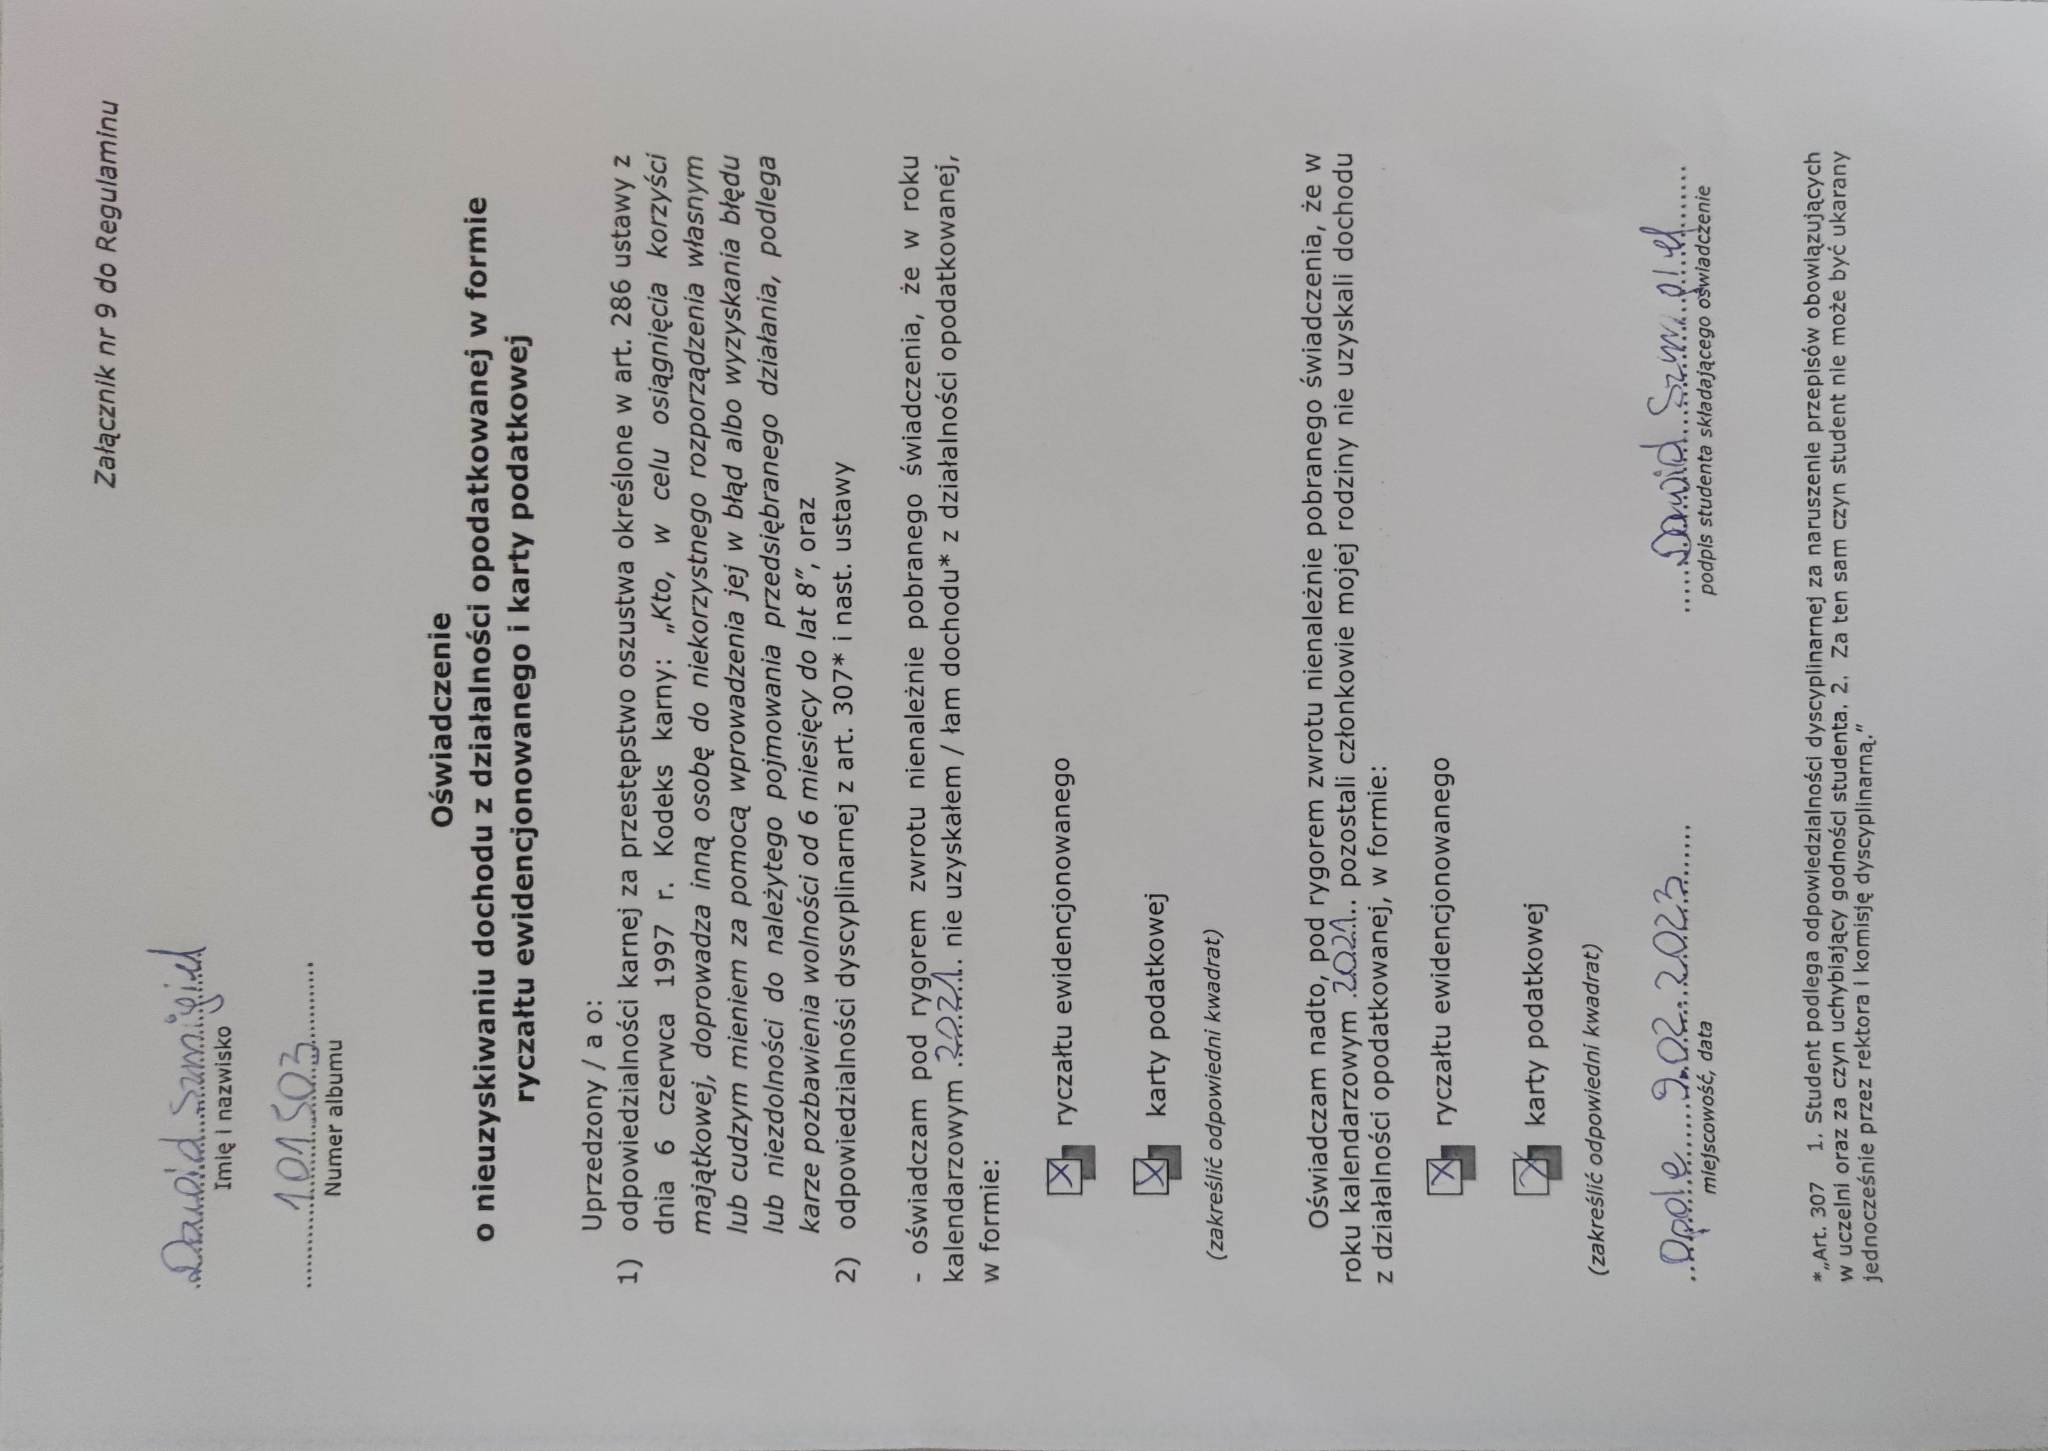 Załącznik nr 9 do Regulaminu
Dawid Szmigiel
Imię i nazwisko
101503
Numer albumu
Oświadczenie
o nieuzyskiwaniu dochodu z działalności opodatkowanej w formie
ryczałtu ewidencjonowanego i karty podatkowej
Uprzedzony / a o:
1) odpowiedzialności karnej za przestępstwo oszustwa określone w art. 286 ustawy z
dnia 6 czerwca 1997 r. Kodeks karny: „Kto, w celu osiągnięcia korzyści
majątkowej, doprowadza inną osobę do niekorzystnego rozporządzenia własnym
lub cudzym mieniem za pomocą wprowadzenia jej w błąd albo wyzyskania błędu
lub niezdolności do należytego pojmowania przedsiębranego działania, podlega
karze pozbawienia wolności od 6 miesięcy do lat 8”, oraz
2) odpowiedzialności dyscyplinarnej z art. 307* i nast. ustawy
- oświadczam pod rygorem zwrotu nienależnie pobranego świadczenia, że w roku
kalendarzowym 2021 nie uzyskałem / łam dochodu* z działalności opodatkowanej,
w formie:
ryczałtu ewidencjonowanego
karty podatkowej
(zakreślić odpowiedni kwadrat)
Oświadczam nadto, pod rygorem zwrotu nienależnie pobranego świadczenia, że w
roku kalendarzowym 2021 pozostali członkowie mojej rodziny nie uzyskali dochodu
z działalności opodatkowanej, w formie:
ryczałtu ewidencjonowanego
karty podatkowej
(zakreślić odpowiedni kwadrat)
Opole 9.02.2023 Dawid Szmigiel
miejscowość, data podpis studenta składającego oświadczenie
*„Art. 307 1. Student podlega odpowiedzialności dyscyplinarnej za naruszenie przepisów obowiązujących
w uczelni oraz za czyn uchybiający godności studenta. 2. Za ten sam czyn student nie może być ukarany
jednocześnie przez rektora i komisję dyscyplinarną.”